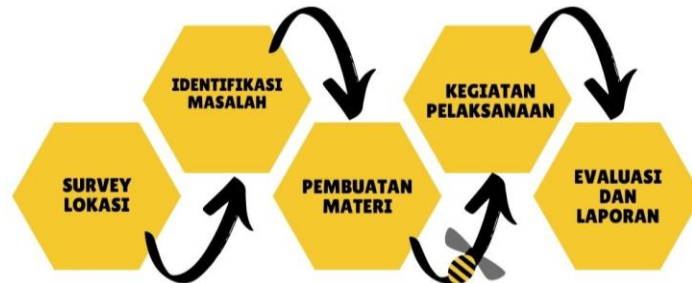 SURVEY
LOKASI
IDENTIFIKASI
MASALAH
PEMBUATAN
MATERI
KEGIATAN
PELAKSANAAN
EVALUASI
DAN
LAPORAN